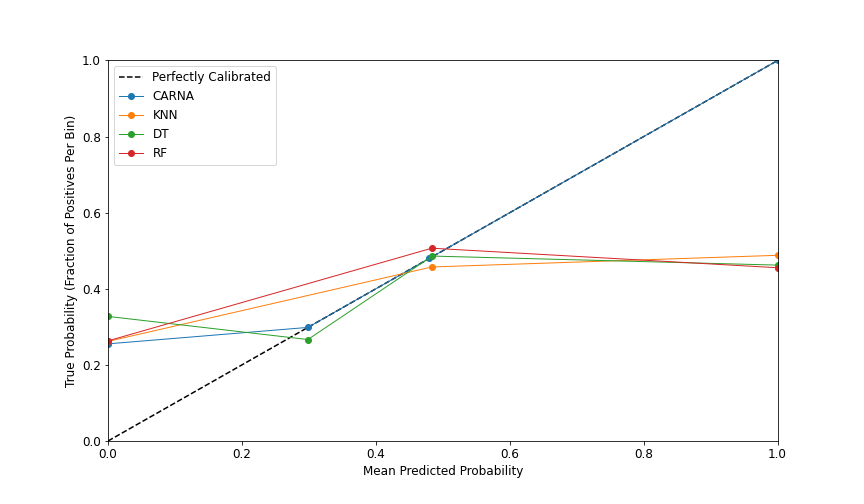 1.0
0.8
0.6
0.4
0.2
0.0
True Probability (Fraction of Positives Per Bin)
Perfectly Calibrated
CARNA
KNN
DT
RF
0.0 0.2 0.4 0.6 0.8 1.0
Mean Predicted Probability